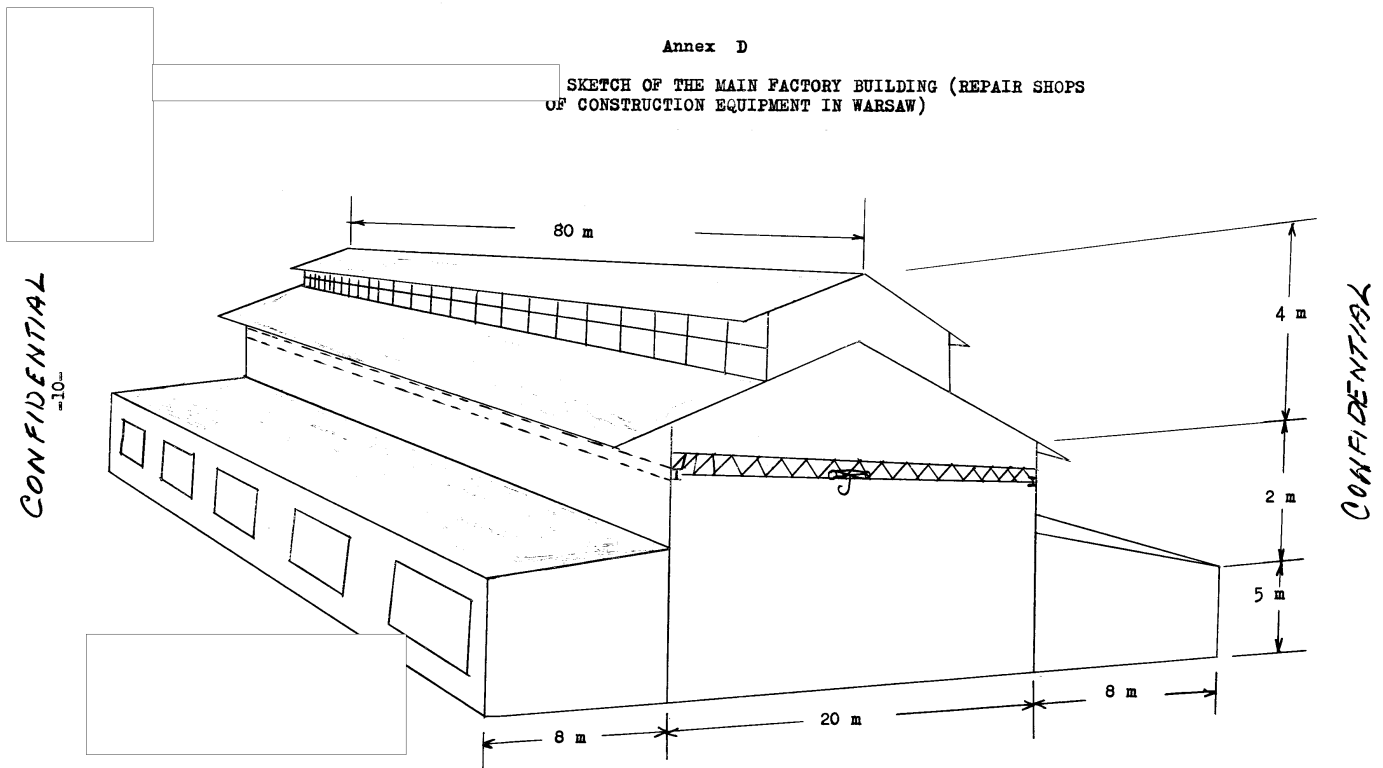 Annex D
SKETCH OF THE MAIN FACTORY BUILDING (REPAIR SHOPS
OF CONSTRUCTION EQUIPMENT IN WARSAW)
80 m
4 m
CONFIDENTIAL
-10-
CONFIDENTIAL
2 m
5 m
8 m
20 m
8 m